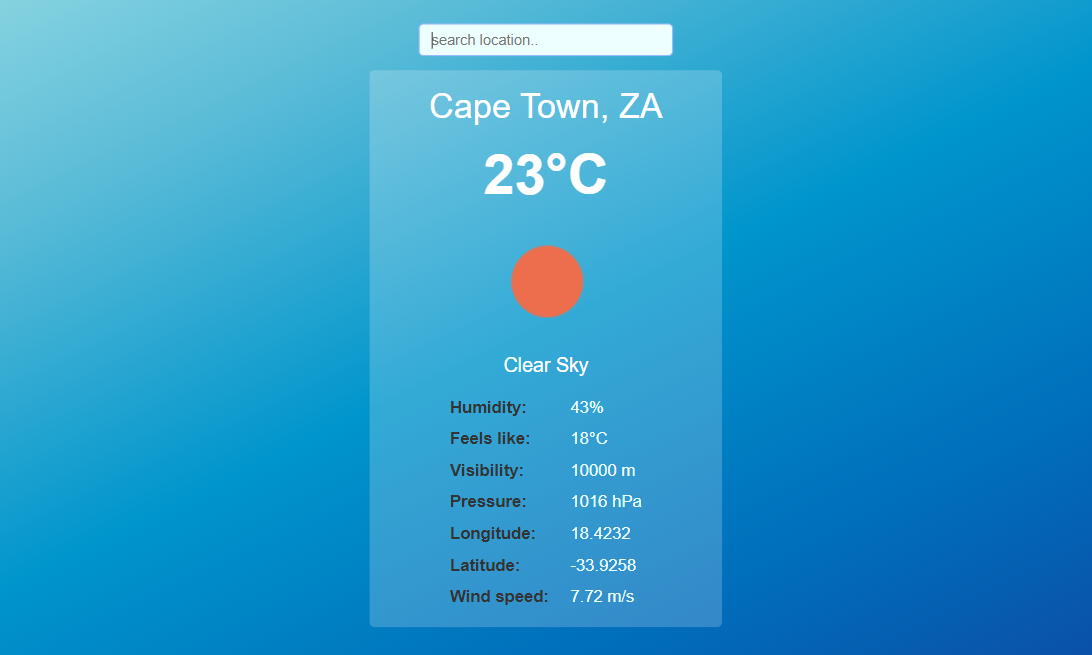 search location..
Cape Town, ZA
23°C
Clear Sky
Humidity: 43%
Feels like: 18°C
Visibility: 10000 m
Pressure: 1016 hPa
Longitude: 18.4232
Latitude: -33.9258
Wind speed: 7.72 m/s